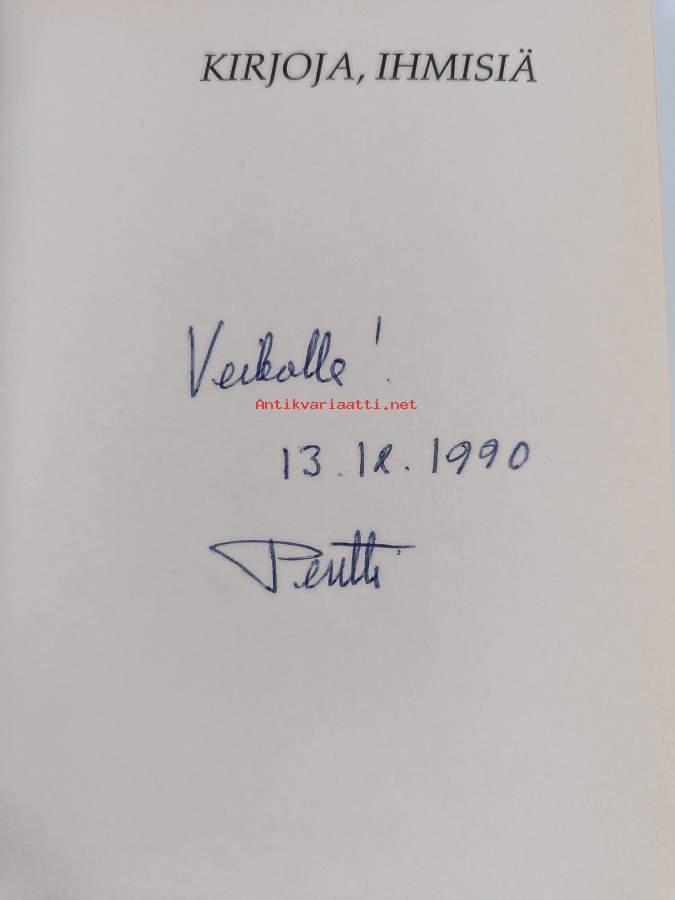 KIRJOJA, IHMISIÄ
Veikolle!
Antikvariaatti.net
13.12.1990
Pentti